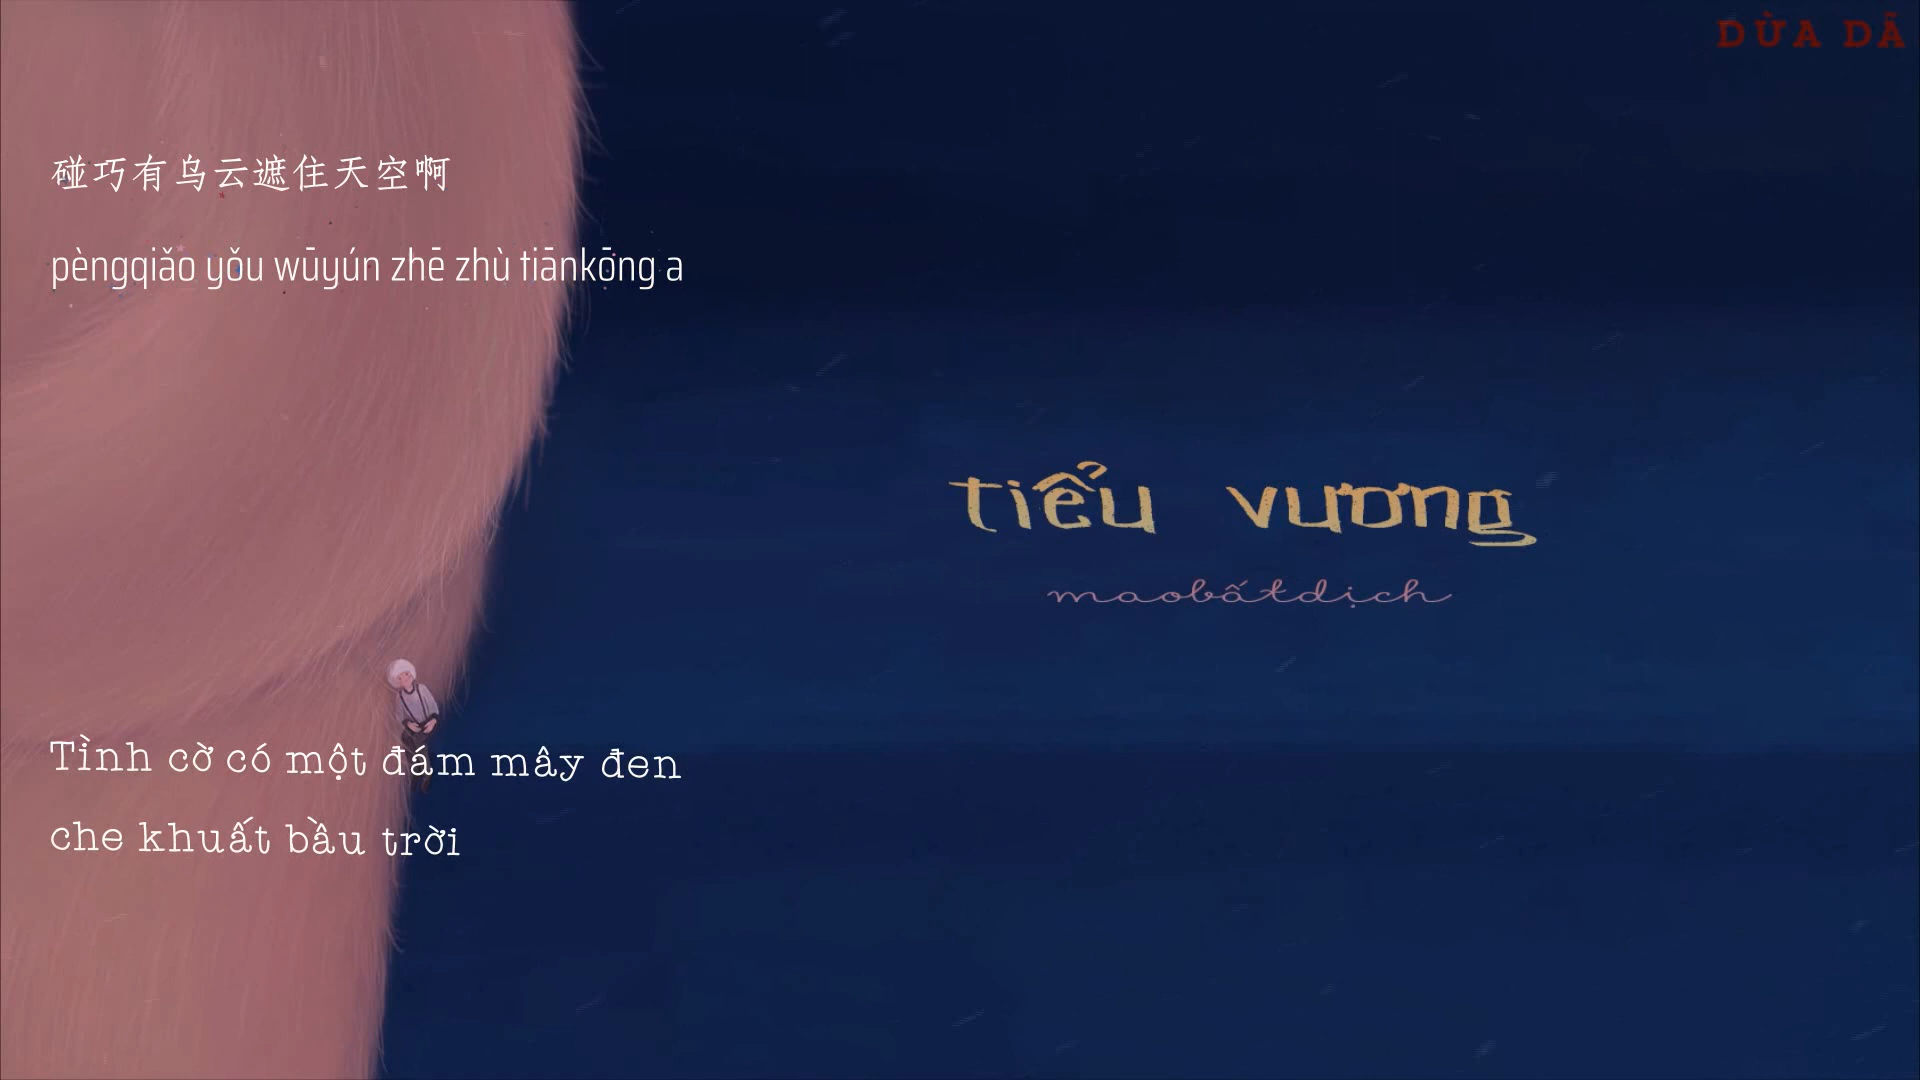 DỪA DÃ
碰巧有乌云遮住天空啊
pèngqiǎo yǒu wūyún zhē zhù tiānkōng a
tiểu vương
maobấtdịch
Tình cờ có một đám mây đen
che khuất bầu trời